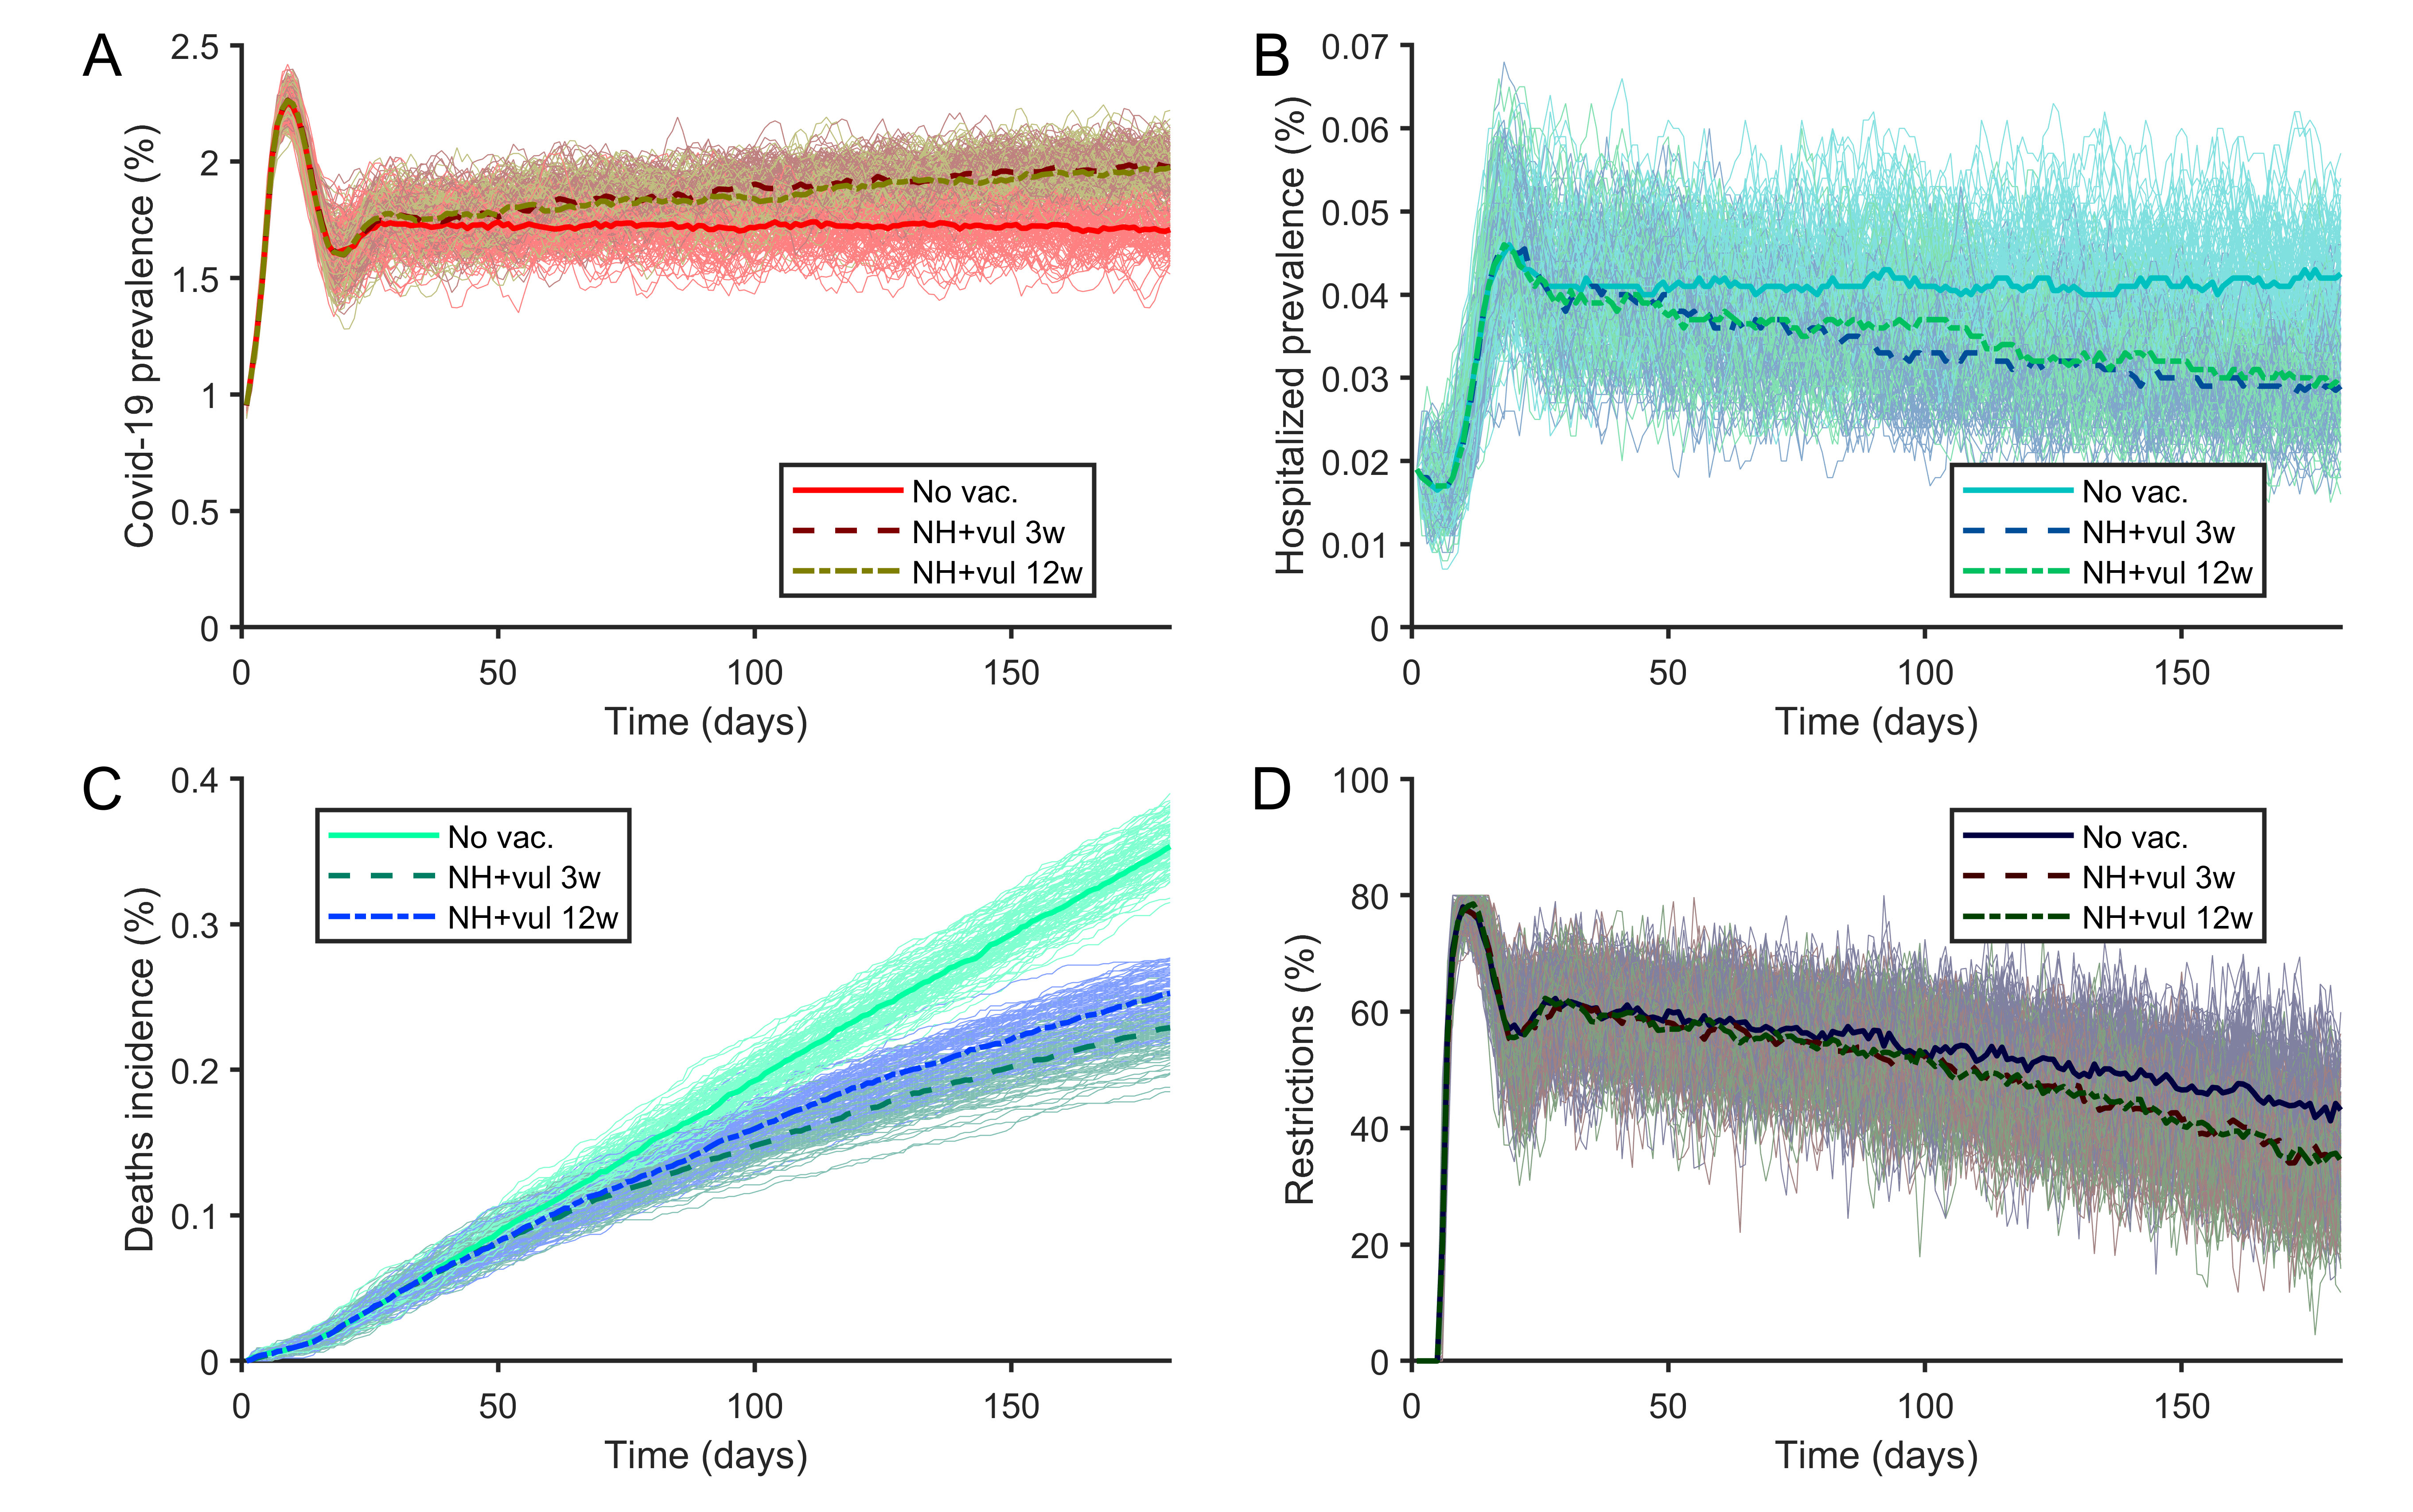 A
2.5
2
1.5
1
0.5
0
Covid-19 prevalence (%)
No vac.
NH+vul 3w
NH+vul 12w
0 50 100 150
Time (days)
B
0.07
0.06
0.05
0.04
0.03
0.02
0.01
0
Hospitalized prevalence (%)
No vac.
NH+vul 3w
NH+vul 12w
0 50 100 150
Time (days)
C
0.4
0.3
0.2
0.1
0
Deaths incidence (%)
No vac.
NH+vul 3w
NH+vul 12w
0 50 100 150
Time (days)
D
100
80
60
40
20
0
Restrictions (%)
No vac.
NH+vul 3w
NH+vul 12w
0 50 100 150
Time (days)